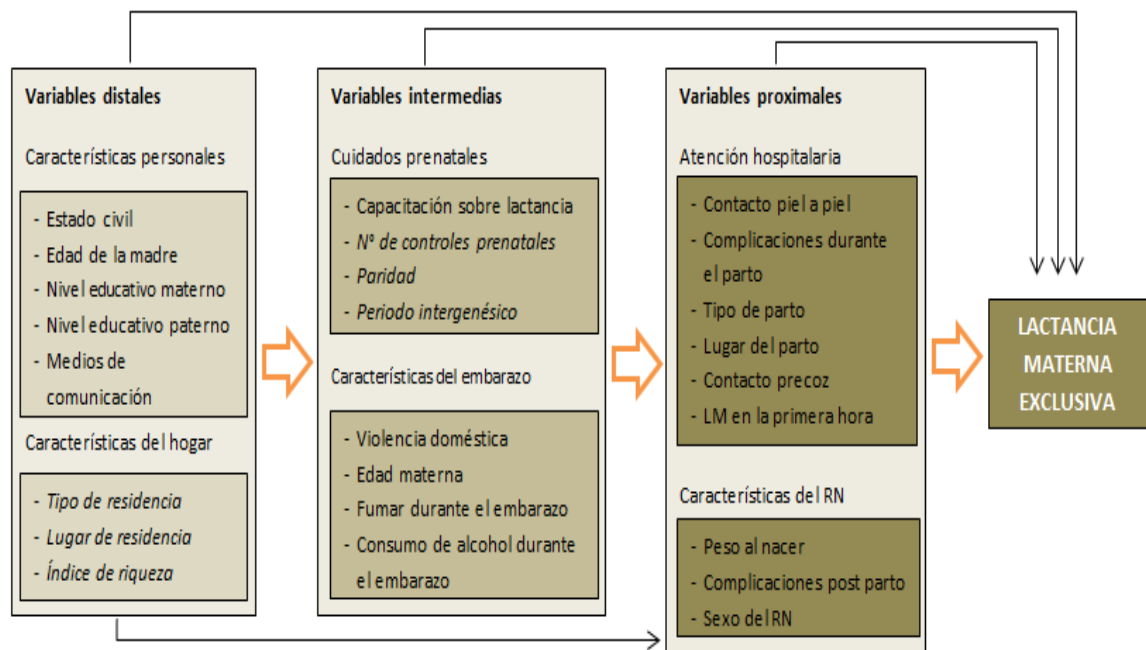 Variables distales
Características personales
- Estado civil
- Edad de la madre
- Nivel educativo materno
- Nivel educativo paterno
- Medios de
comunicación
Características del hogar
- Tipo de residencia
- Lugar de residencia
- Índice de riqueza
Variables intermedias
Cuidados prenatales
- Capacitación sobre lactancia
- Nº de controles prenatales
- Paridad
- Periodo intergenésico
Características del embarazo
- Violencia doméstica
- Edad materna
- Fumar durante el embarazo
- Consumo de alcohol durante
el embarazo
Variables proximales
Atención hospitalaria
- Contacto piel a piel
- Complicaciones durante
el parto
- Tipo de parto
- Lugar del parto
- Contacto precoz
- LM en la primera hora
Características del RN
- Peso al nacer
- Complicaciones post parto
- Sexo del RN
LACTANCIA
MATERNA
EXCLUSIVA